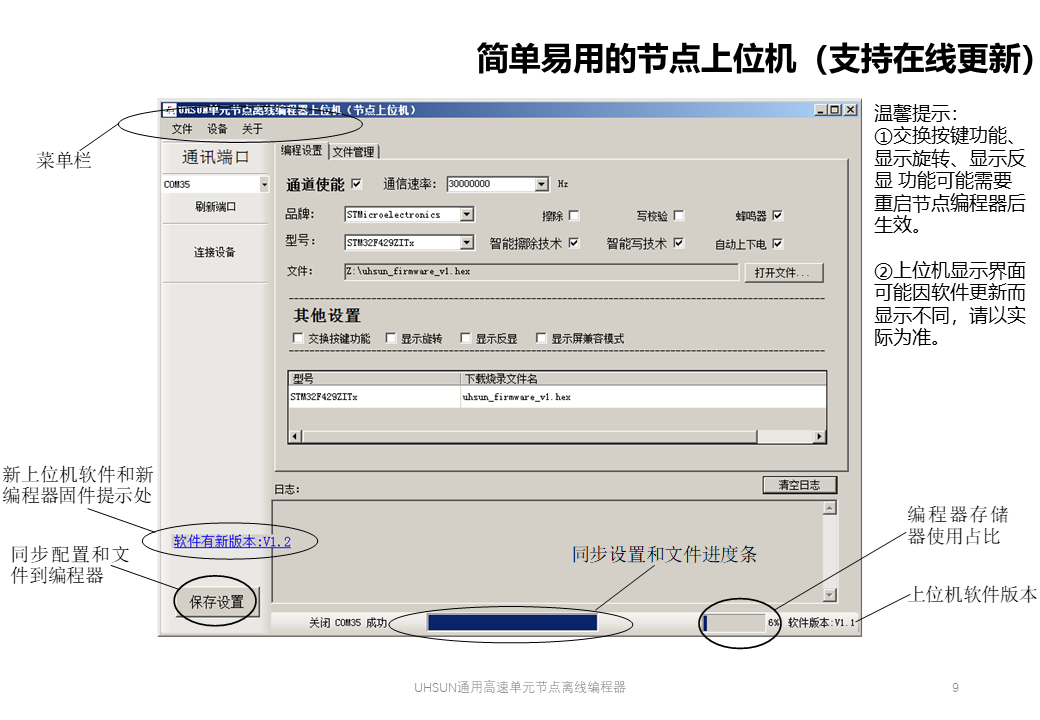 简单易用的节点上位机（支持在线更新）
UHSUN单元节点离线编程器上位机（节点上位机）
文件 设备 关于
菜单栏
通讯端口
COM35
刷新端口
连接设备
编程设置 文件管理
通道使能 通信速率: 30000000 Hz
品牌: STMicroelectronics 擦除 写校验 蜂鸣器
型号: STM32F429ZITx 智能擦除技术 智能写技术 自动上下电
文件: Z:\uhsun_firmware_v1.hex 打开文件...
其他设置
交换按键功能 显示旋转 显示反显 显示屏兼容模式
型号 下载烧录文件名
STM32F429ZITx uhsun_firmware_v1.hex
温馨提示：
①交换按键功能、
显示旋转、显示反
显 功能可能需要
重启节点编程器后
生效。
②上位机显示界面
可能因软件更新而
显示不同，请以实
际为准。
新上位机软件和新
编程器固件提示处
日志: 清空日志
软件有新版本:V1.2
同步配置和文
件到编程器
保存设置
同步设置和文件进度条
编程器存储
器使用占比
上位机软件版本
关闭 COM35 成功
6% 软件版本:V1.1
UHSUN通用高速单元节点离线编程器
9